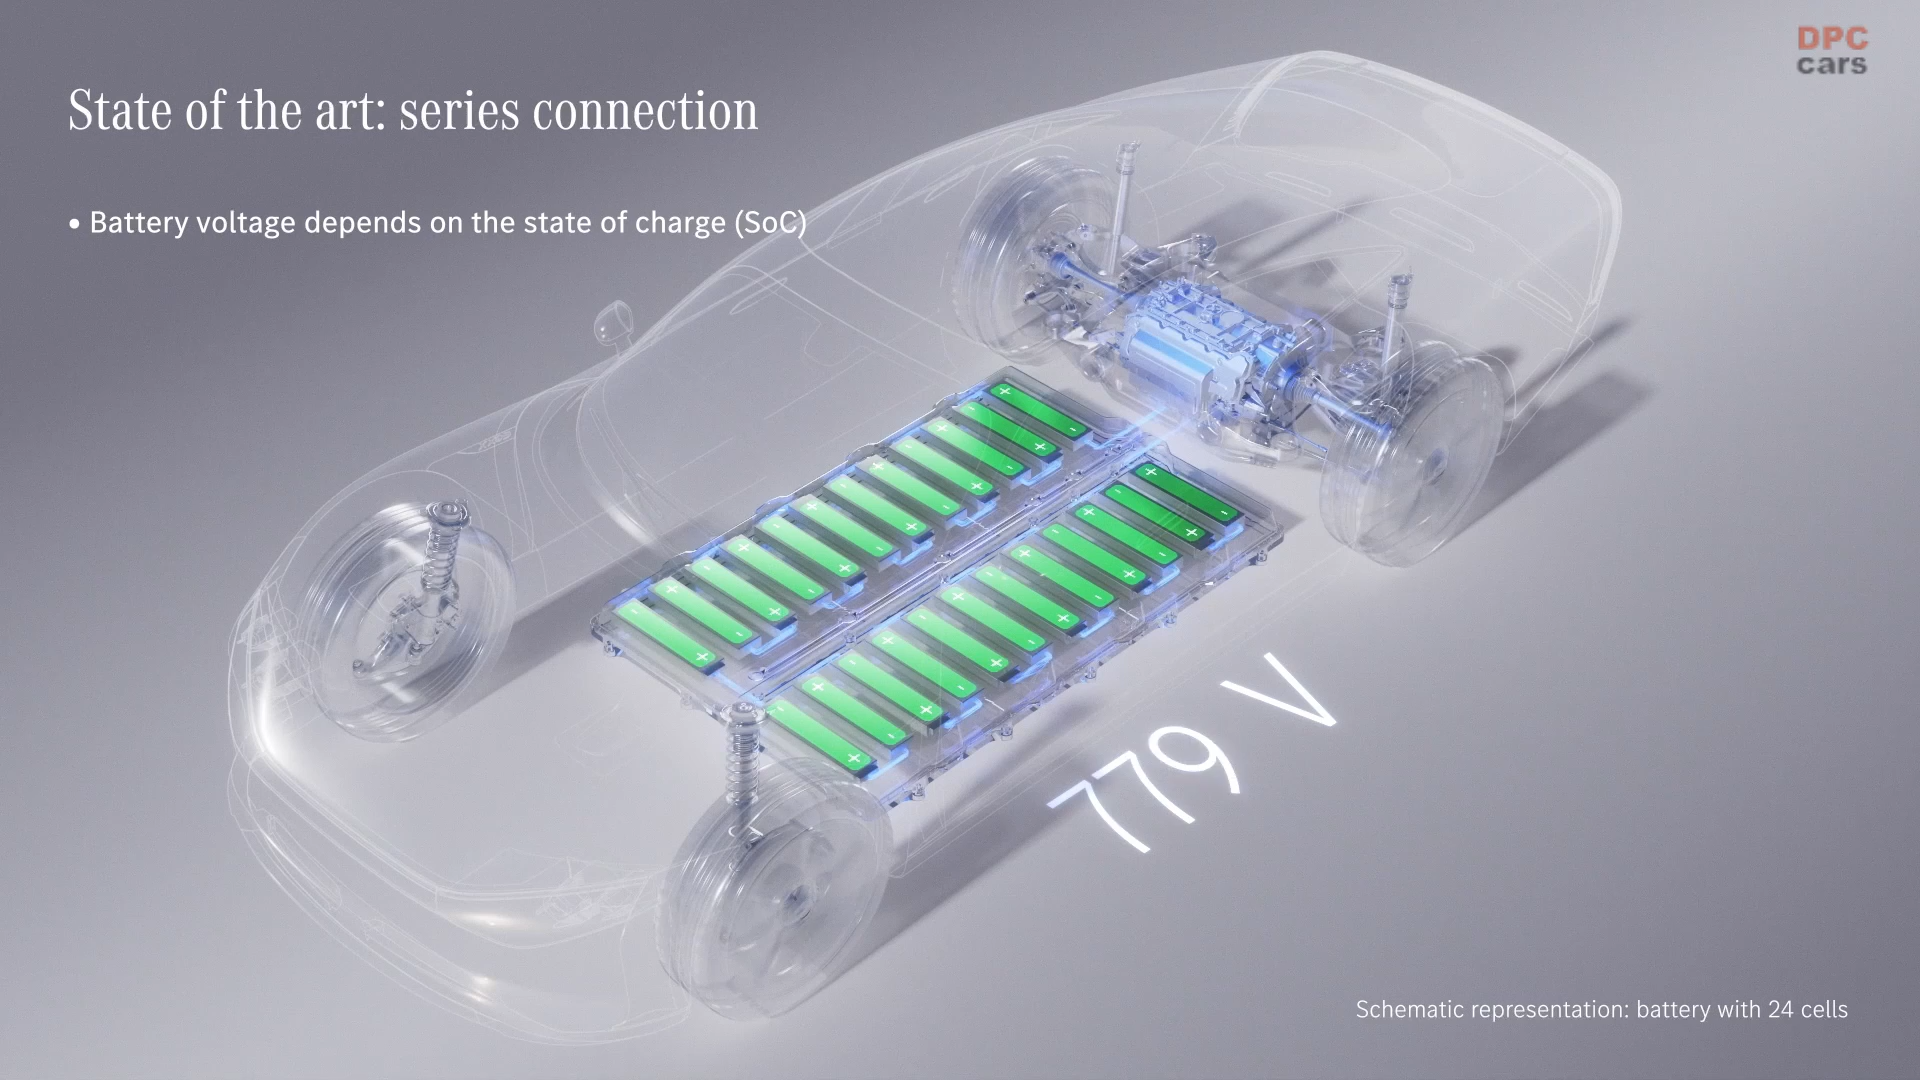 DPC
cars
State of the art: series connection
• Battery voltage depends on the state of charge (SoC)
779 V
Schematic representation: battery with 24 cells